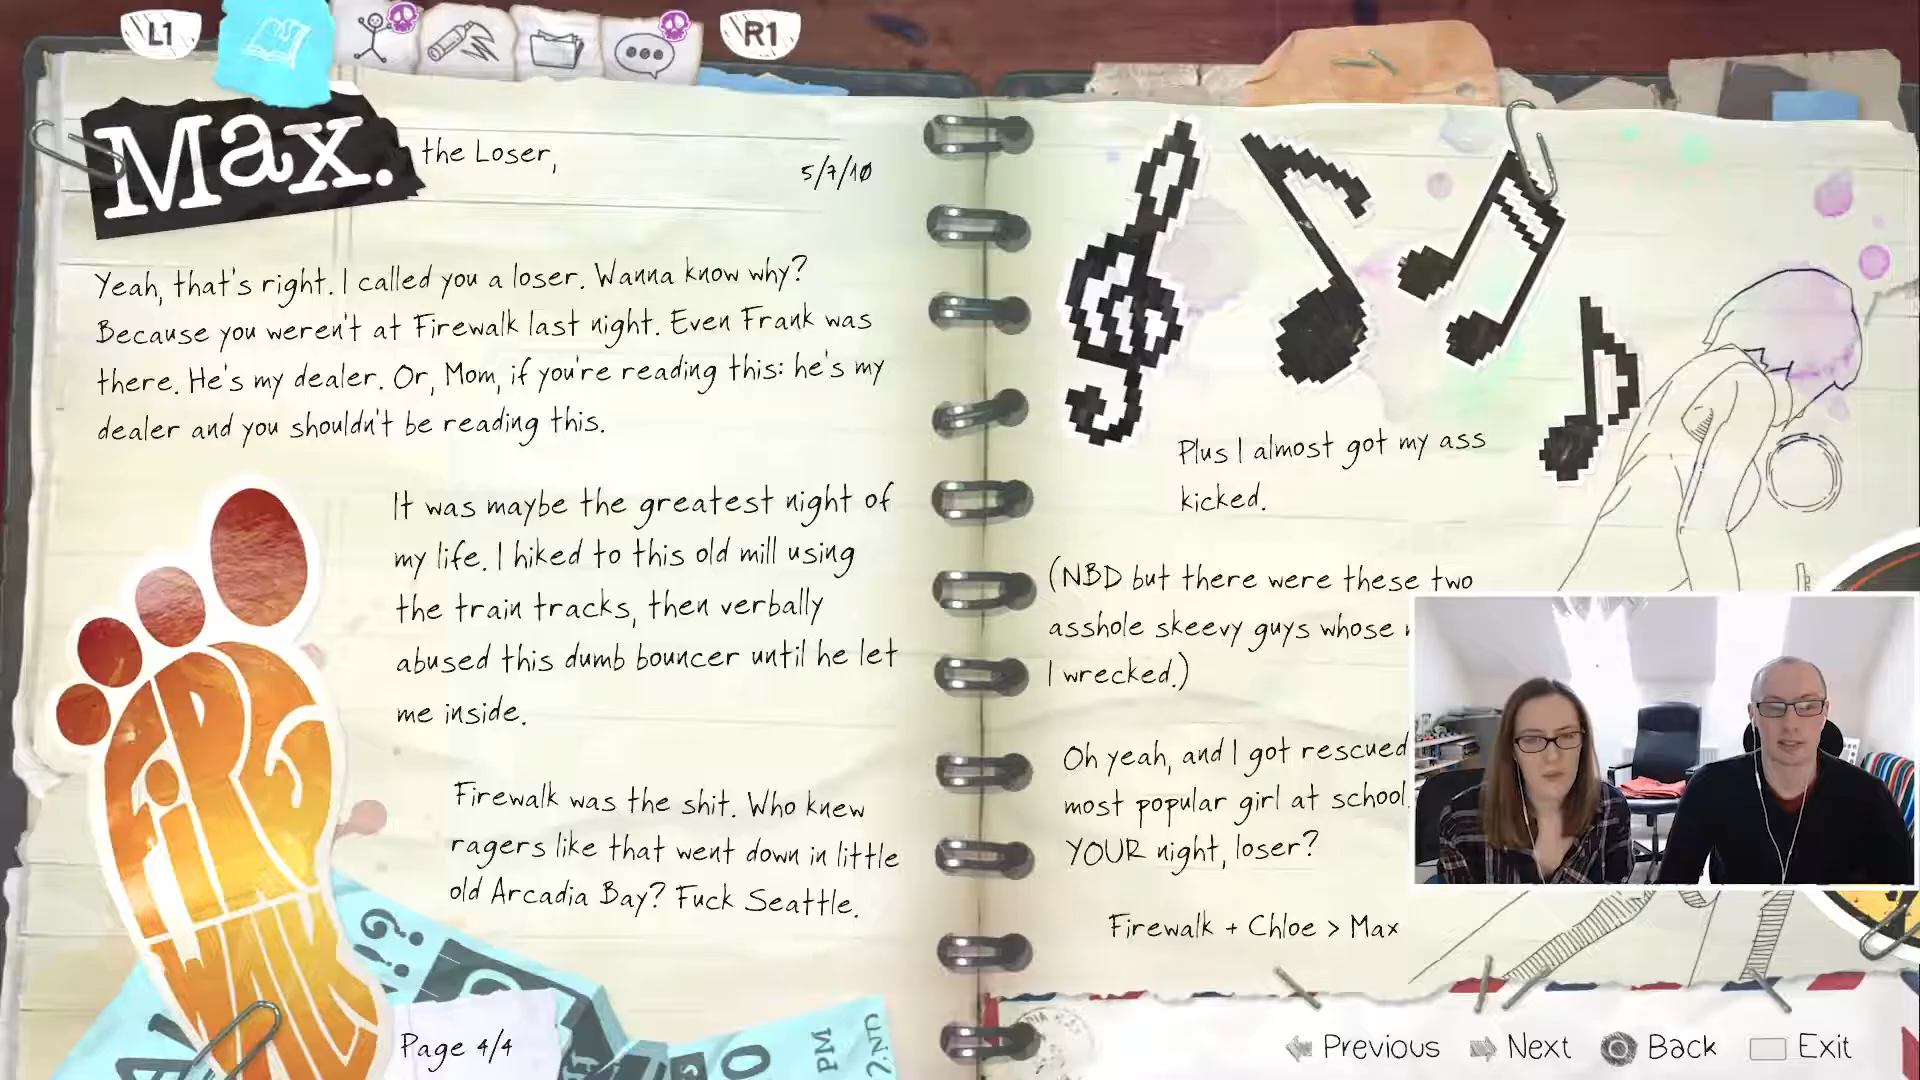 L1
R1
Max.
the Loser,
5/7/10
Yeah, that's right. I called you a loser. Wanna know why?
Because you weren't at Firewalk last night. Even Frank was
there. He's my dealer. Or, Mom, if you're reading this: he's my
dealer and you shouldn't be reading this.
It was maybe the greatest night of
my life. I hiked to this old mill using
the train tracks, then verbally
abused this dumb bouncer until he let
me inside.
Firewalk was the shit. Who knew
ragers like that went down in little
old Arcadia Bay? Fuck Seattle.
FiRE
WALK
PM
Page 4/4
Plus I almost got my ass
kicked.
(NBD but there were these two
asshole skeevy guys whose
I wrecked.)
Oh yeah, and I got rescued
most popular girl at school.
YOUR night, loser?
Firewalk + Chloe > Max
Previous
Next
Back
Exit